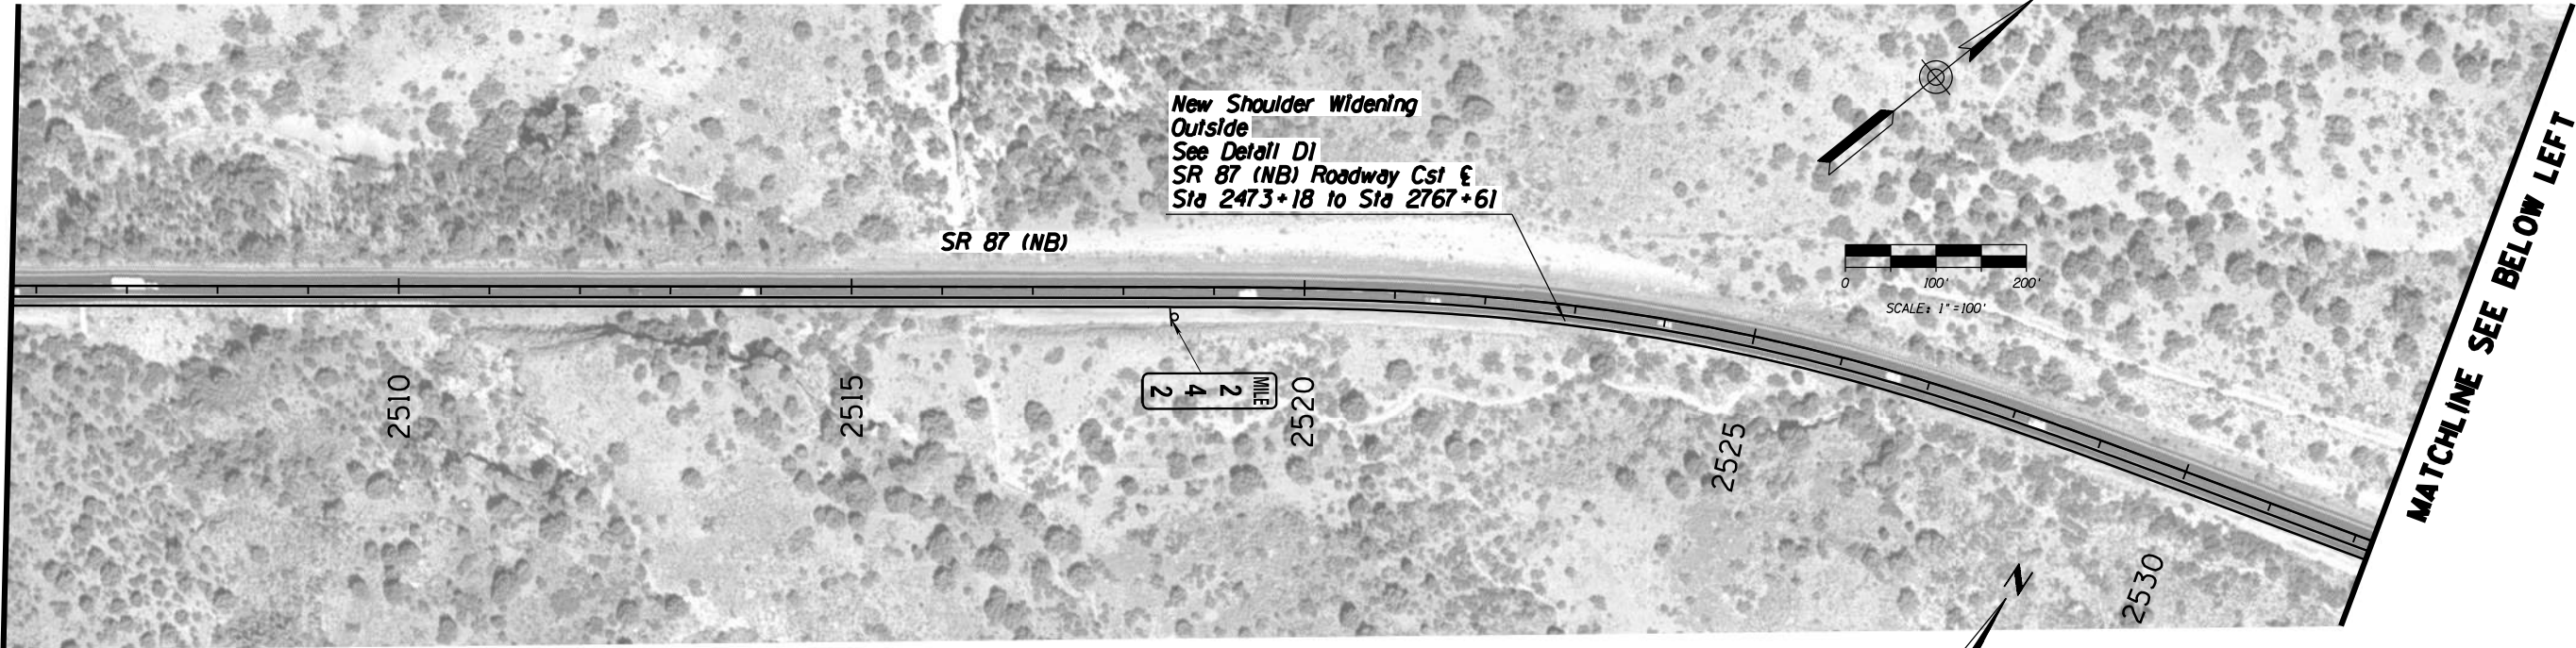 New Shoulder Widening
Outside
See Detail D1
SR 87 (NB) Roadway Cst ℄
Sta 2473+18 to Sta 2767+61
SR 87 (NB)
0 100' 200'
SCALE: 1"=100'
MATCHLINE SEE BELOW LEFT
MILE
2
4
2
2510
2515
2520
2525
2530
N